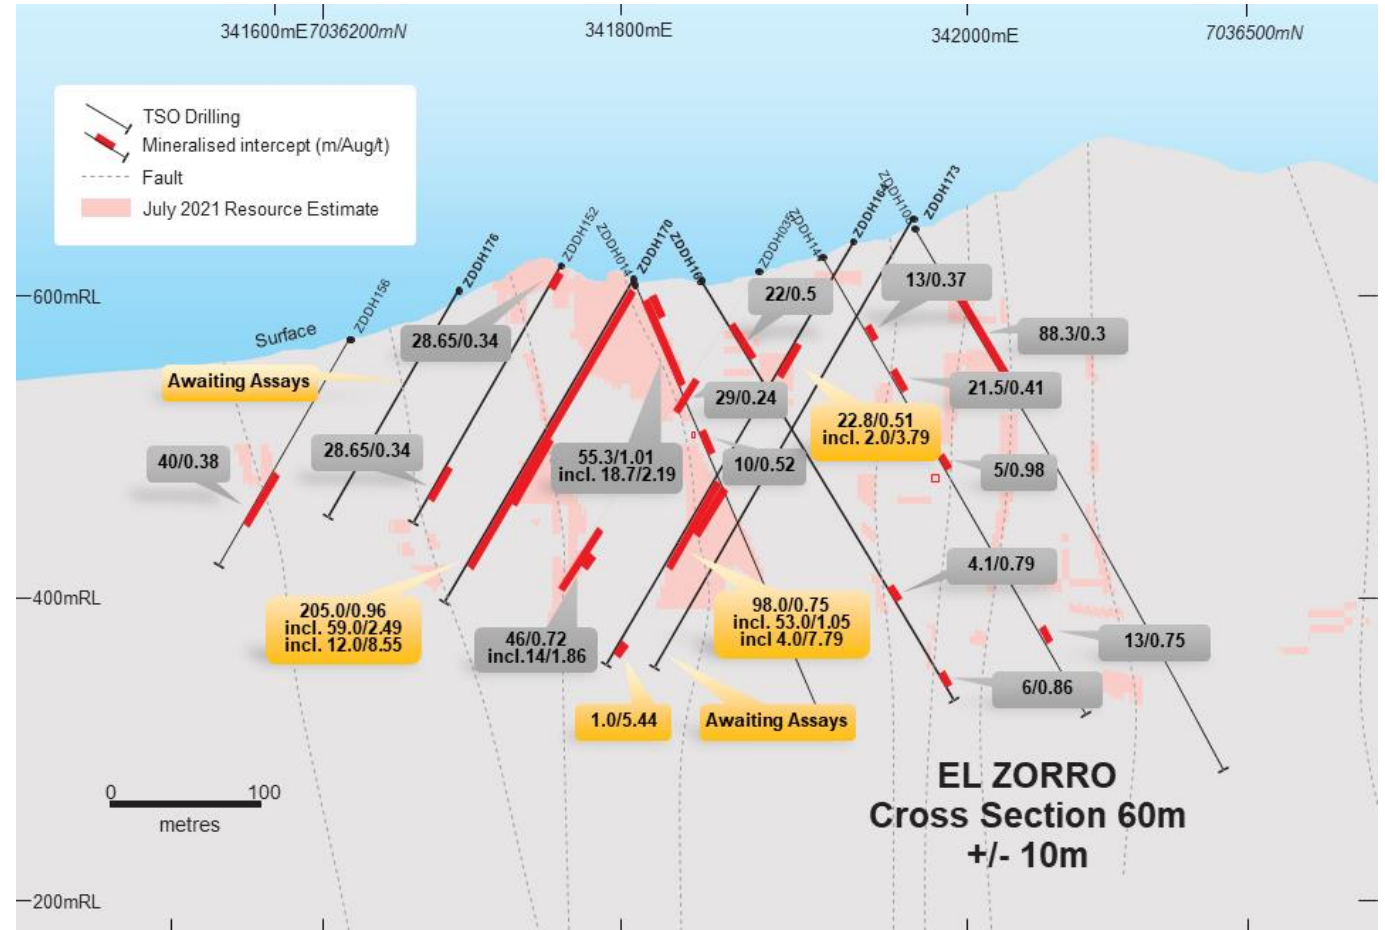 341600mE 7036200mN
341800mE
342000mE
7036500mN
TSO Drilling
Mineralised intercept (m/Aug/t)
Fault
July 2021 Resource Estimate
ZDDH156
ZDDH176
ZDDH152
ZDDH014
ZDDH170
ZDDH16
ZDDH035
ZDDH14
ZDDH164
ZDDH108
ZDDH173
600mRL
Surface
28.65/0.34
22/0.5
13/0.37
88.3/0.3
Awaiting Assays
29/0.24
21.5/0.41
22.8/0.51
incl. 2.0/3.79
40/0.38
28.65/0.34
55.3/1.01
incl. 18.7/2.19
10/0.52
5/0.98
4.1/0.79
400mRL
205.0/0.96
incl. 59.0/2.49
incl. 12.0/8.55
46/0.72
incl.14/1.86
98.0/0.75
incl. 53.0/1.05
incl 4.0/7.79
13/0.75
6/0.86
1.0/5.44
Awaiting Assays
EL ZORRO
Cross Section 60m
+/- 10m
0 100
metres
200mRL